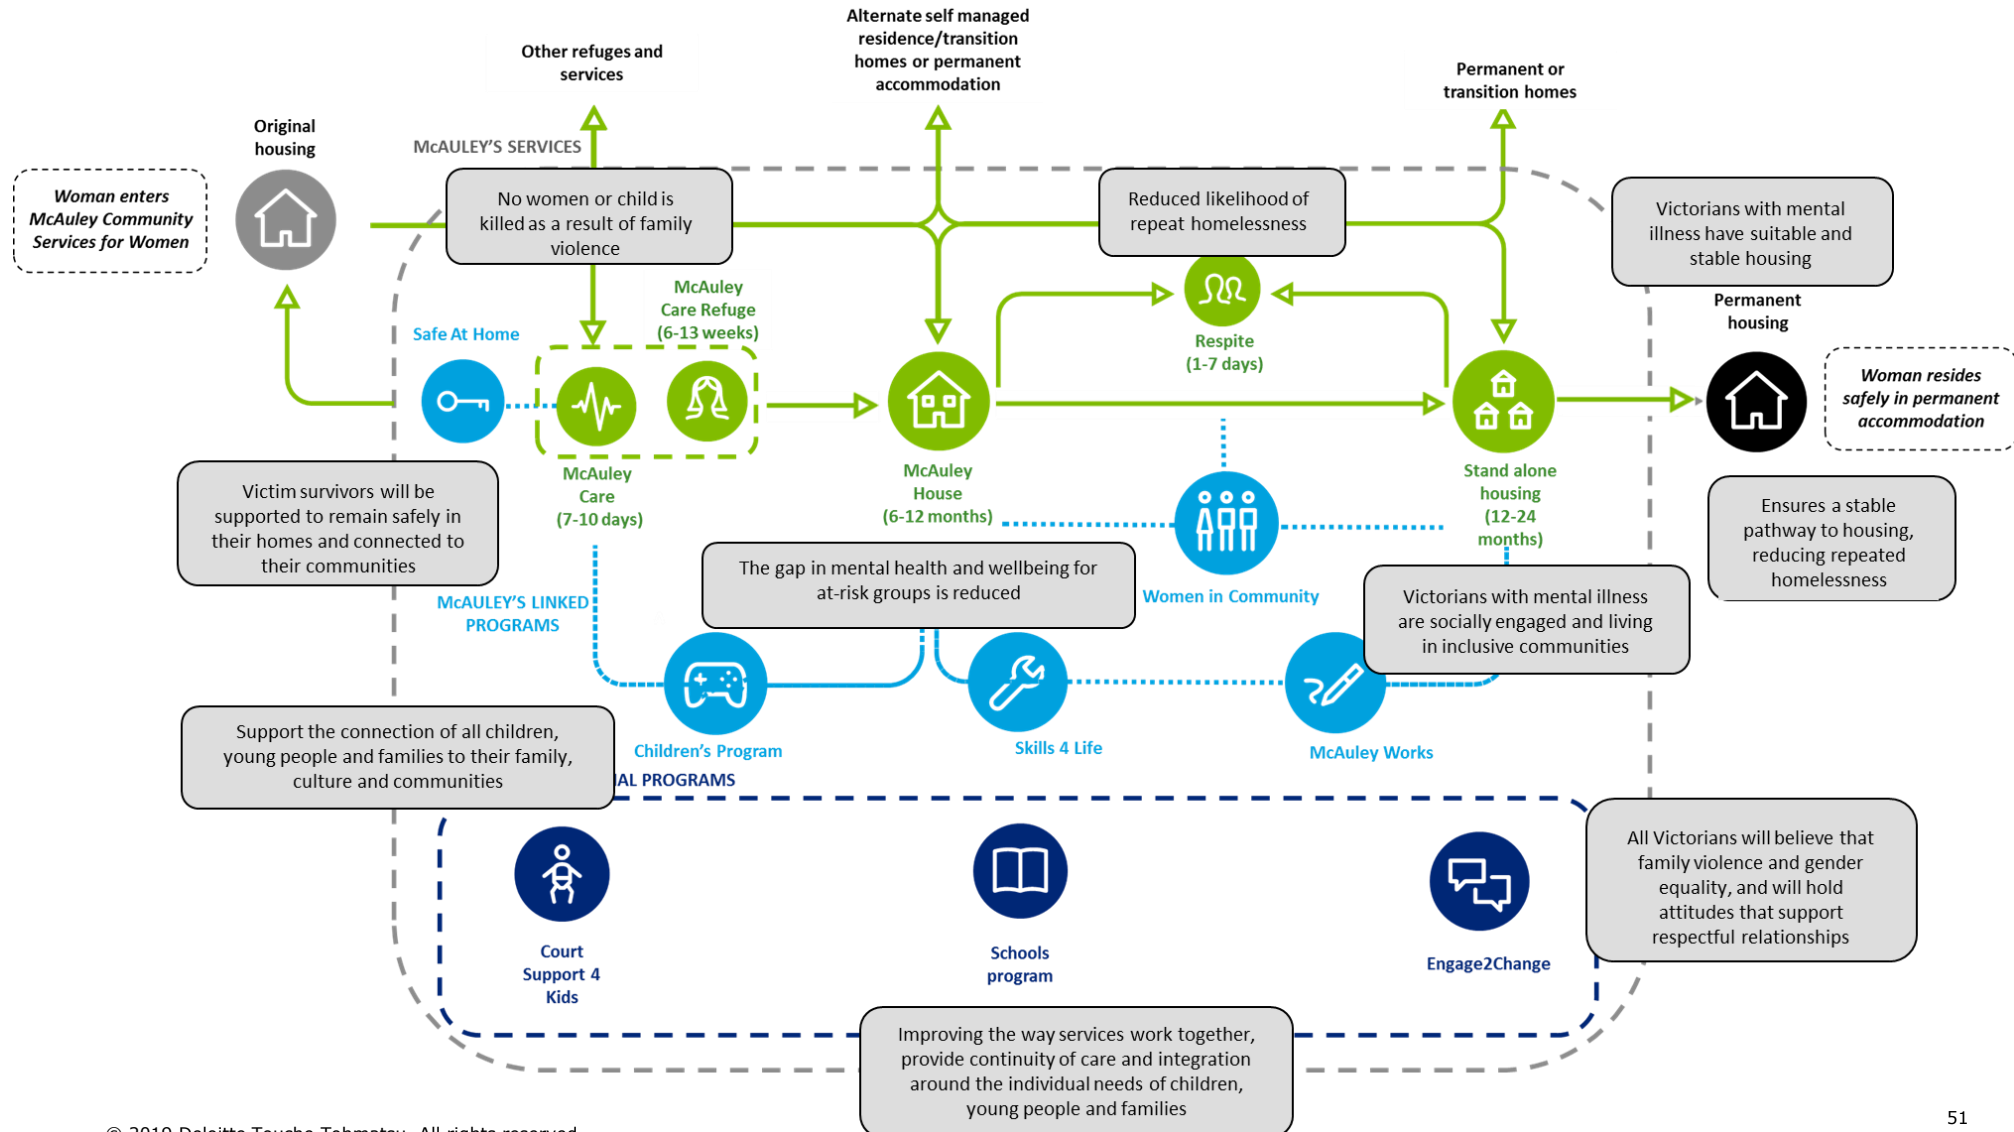 Alternate self managed
residence/transition
homes or permanent
accommodation
Other refuges and
services
Permanent or
transition homes
Original
housing
McAULEY'S SERVICES
Woman enters
McAuley Community
Services for Women
No women or child is
killed as a result of family
violence
Reduced likelihood of
repeat homelessness
Victorians with mental
illness have suitable and
stable housing
McAuley
Care Refuge
(6-13 weeks)
Safe At Home
Respite
(1-7 days)
Permanent
housing
Woman resides
safely in permanent
accommodation
McAuley
Care
(7-10 days)
McAuley
House
(6-12 months)
Stand alone
housing
(12-24
months)
Victim survivors will be
supported to remain safely in
their homes and connected to
their communities
Ensures a stable
pathway to housing,
reducing repeated
homelessness
The gap in mental health and wellbeing for
at-risk groups is reduced
McAULEY'S LINKED
PROGRAMS
Women in Community
Victorians with mental illness
are socially engaged and living
in inclusive communities
Support the connection of all children,
young people and families to their family,
culture and communities
Children's Program
Skills 4 Life
McAuley Works
PROGRAMS
All Victorians will believe that
family violence and gender
equality, and will hold
attitudes that support
respectful relationships
Court
Support 4
Kids
Schools
program
Engage2Change
Improving the way services work together,
provide continuity of care and integration
around the individual needs of children,
young people and families
51
© 2019 Deloitte Touche Tohmatsu. All rights reserved